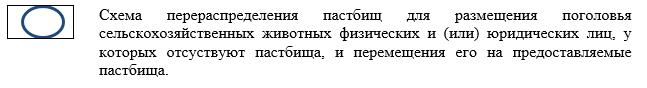 Схема перераспределения пастбищ для размещения поголовья
сельскохозяйственных животных физических и (или) юридических лиц, у
которых отсуствуют пастбища, и перемещения его на предоставляемые
пастбища.